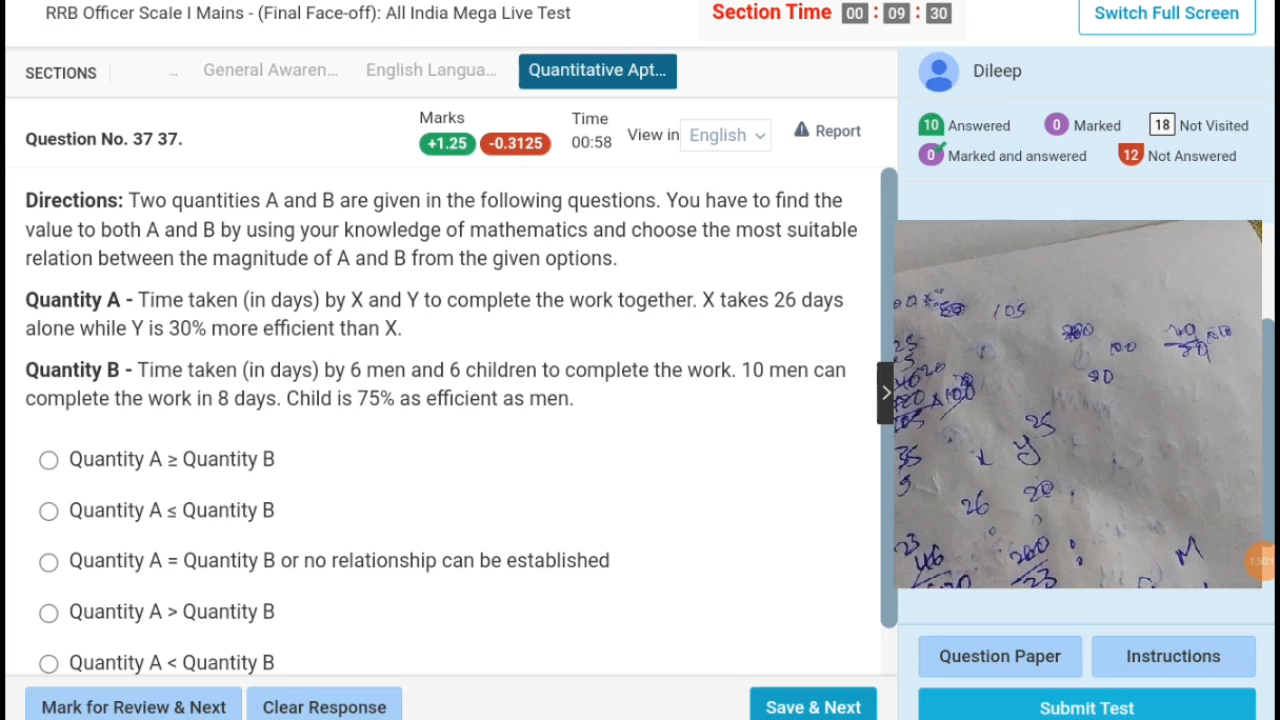 RRB Officer Scale I Mains - (Final Face-off): All India Mega Live Test
Section Time 00 : 09 : 30
Switch Full Screen
SECTIONS
... General Awaren... English Langua... Quantitative Apt...
Dileep
Question No. 37 37.
Marks
+1.25 -0.3125
Time
00:58
View in English
Report
10 Answered 0 Marked 18 Not Visited
0 Marked and answered 12 Not Answered
Directions: Two quantities A and B are given in the following questions. You have to find the
value to both A and B by using your knowledge of mathematics and choose the most suitable
relation between the magnitude of A and B from the given options.
Quantity A - Time taken (in days) by X and Y to complete the work together. X takes 26 days
alone while Y is 30% more efficient than X.
Quantity B - Time taken (in days) by 6 men and 6 children to complete the work. 10 men can
complete the work in 8 days. Child is 75% as efficient as men.
Quantity A ≥ Quantity B
Quantity A ≤ Quantity B
Quantity A = Quantity B or no relationship can be established
Quantity A > Quantity B
Quantity A < Quantity B
105
100
90
25
x y
26 20
23
46
200
23
M
1:50:1
Mark for Review & Next
Clear Response
Save & Next
Question Paper
Instructions
Submit Test